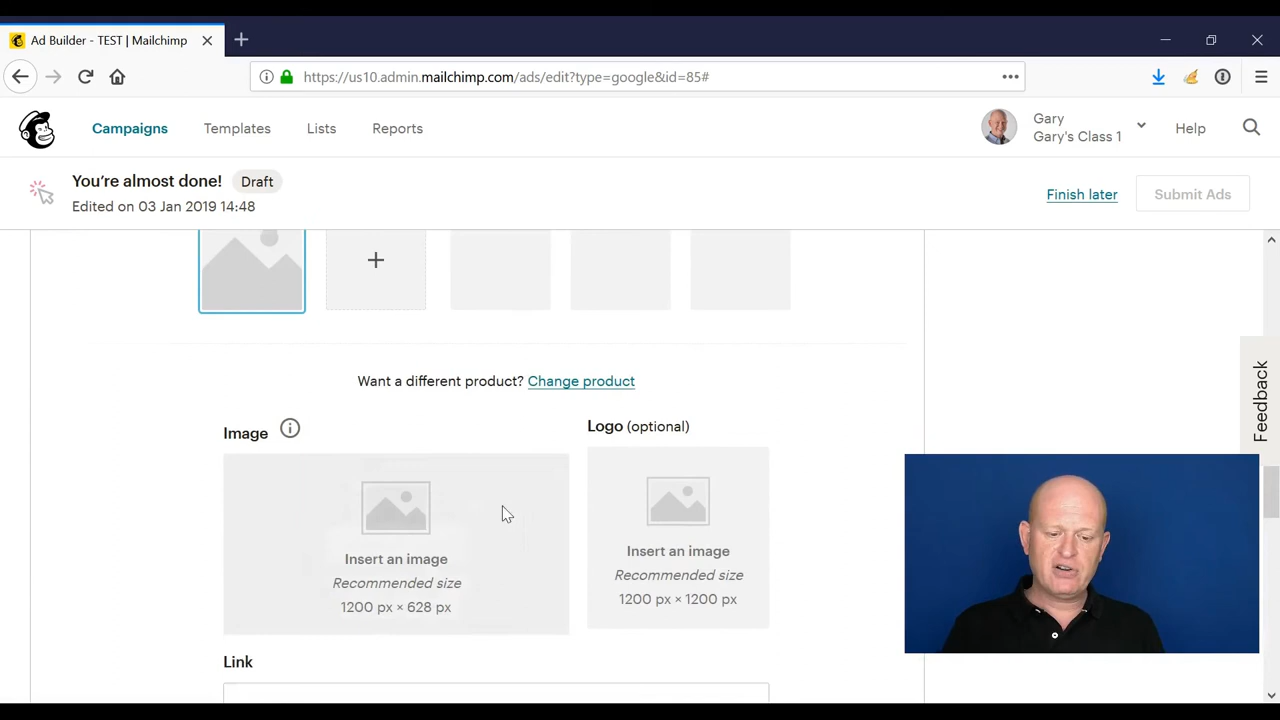 Ad Builder - TEST | Mailchimp
https://us10.admin.mailchimp.com/ads/edit?type=google&id=85#
Campaigns
Templates
Lists
Reports
Gary
Gary's Class 1
Help
You're almost done!
Draft
Edited on 03 Jan 2019 14:48
Finish later
Submit Ads
Want a different product? Change product
Image
Logo (optional)
Insert an image
Recommended size
1200 px × 628 px
Insert an image
Recommended size
1200 px × 1200 px
Link
Feedback